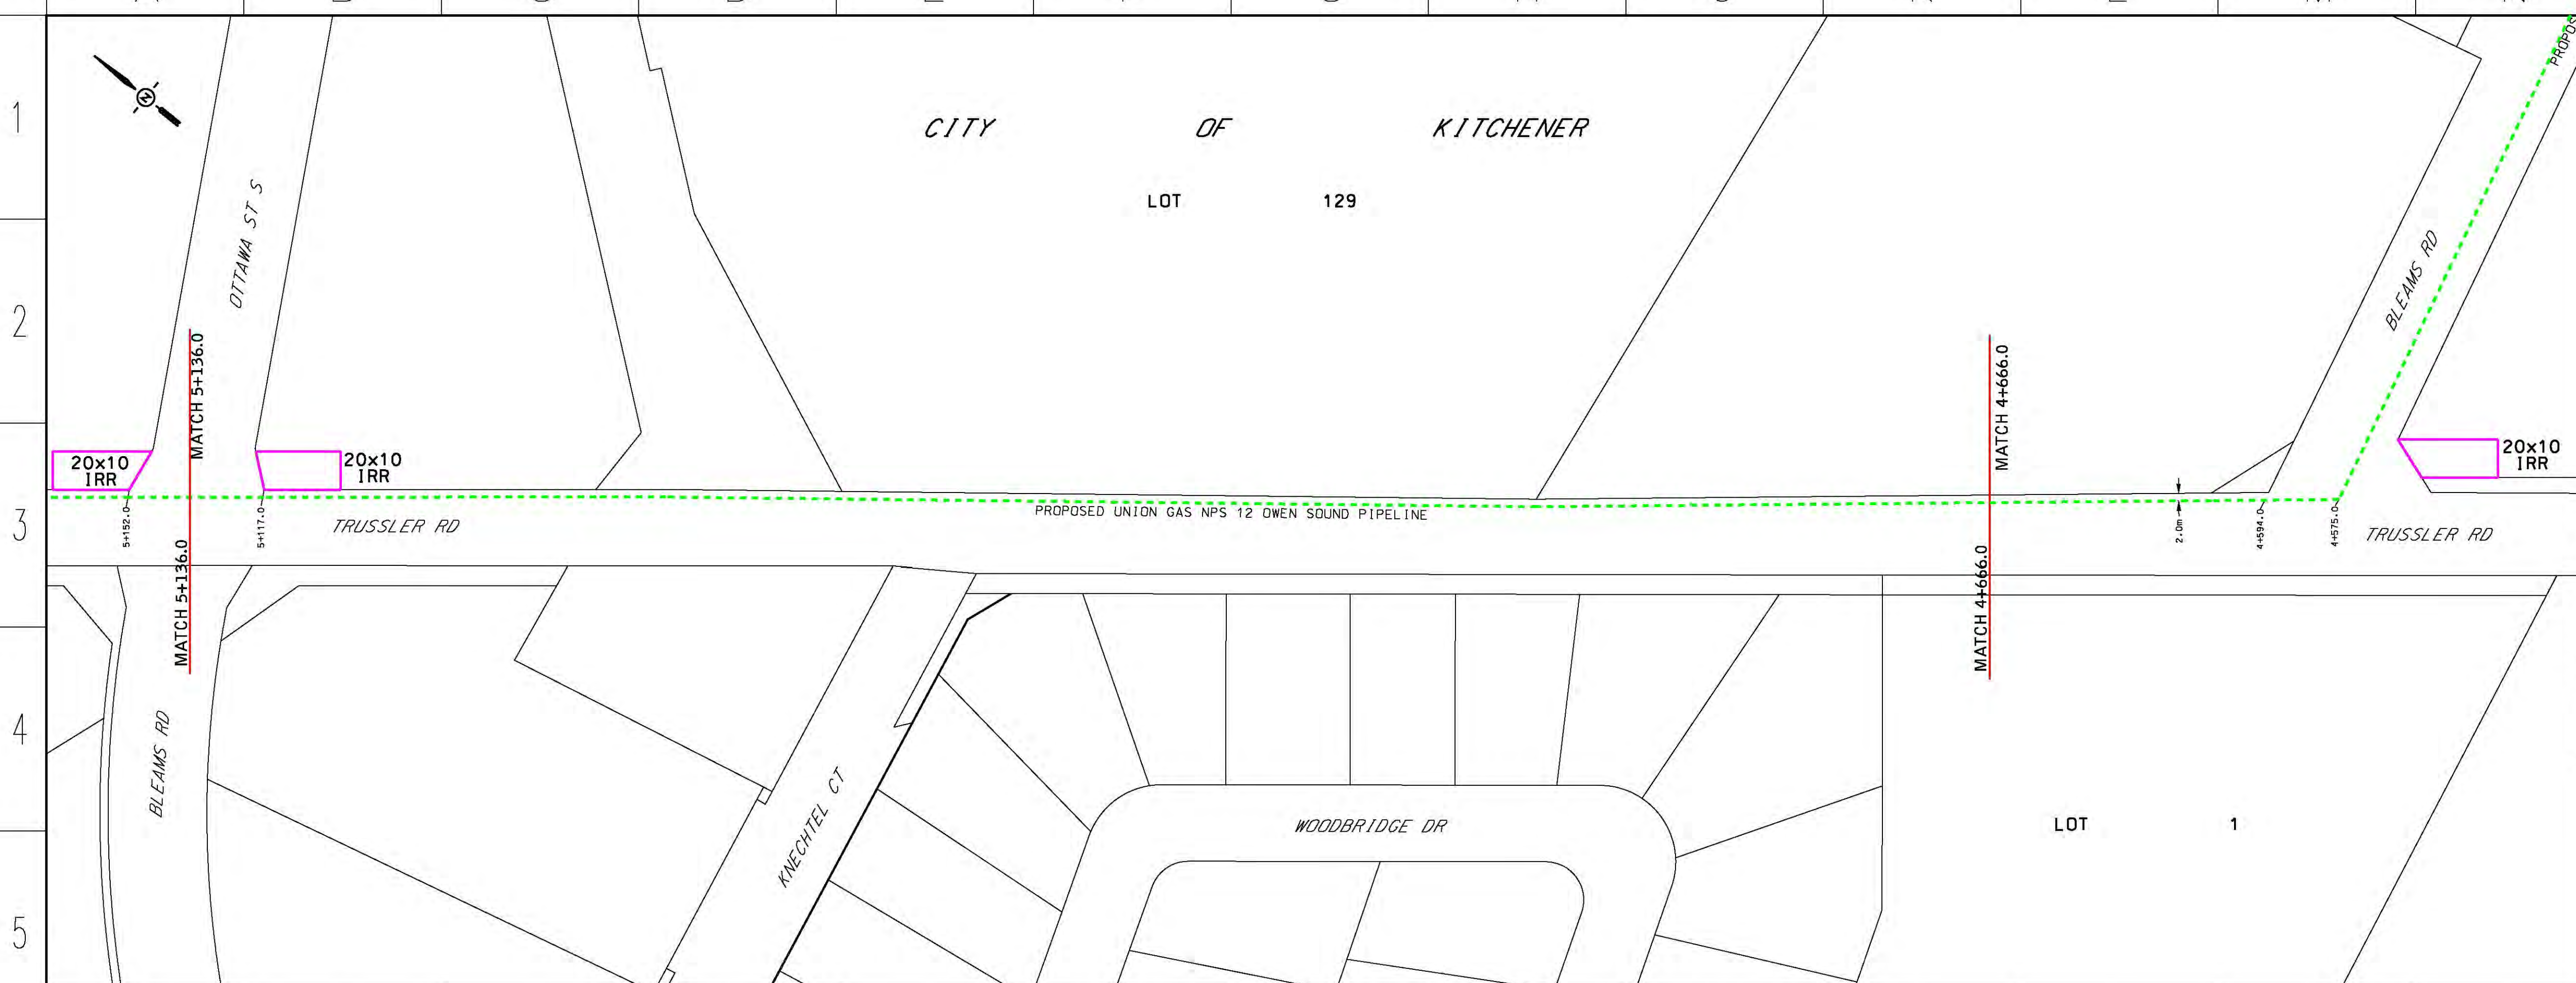 1
2
3
4
5
N
CITY OF KITCHENER
LOT 129
OTTAWA ST S
BLEAMS RD
MATCH 5+136.0
MATCH 4+666.0
20x10
IRR
20x10
IRR
20x10
IRR
5+152.0
5+117.0
TRUSSLER RD
PROPOSED UNION GAS NPS 12 OWEN SOUND PIPELINE
2.0m
4+594.0
4+575.0
TRUSSLER RD
MATCH 5+136.0
MATCH 4+666.0
BLEAMS RD
KNECHTEL CT
WOODBRIDGE DR
LOT 1